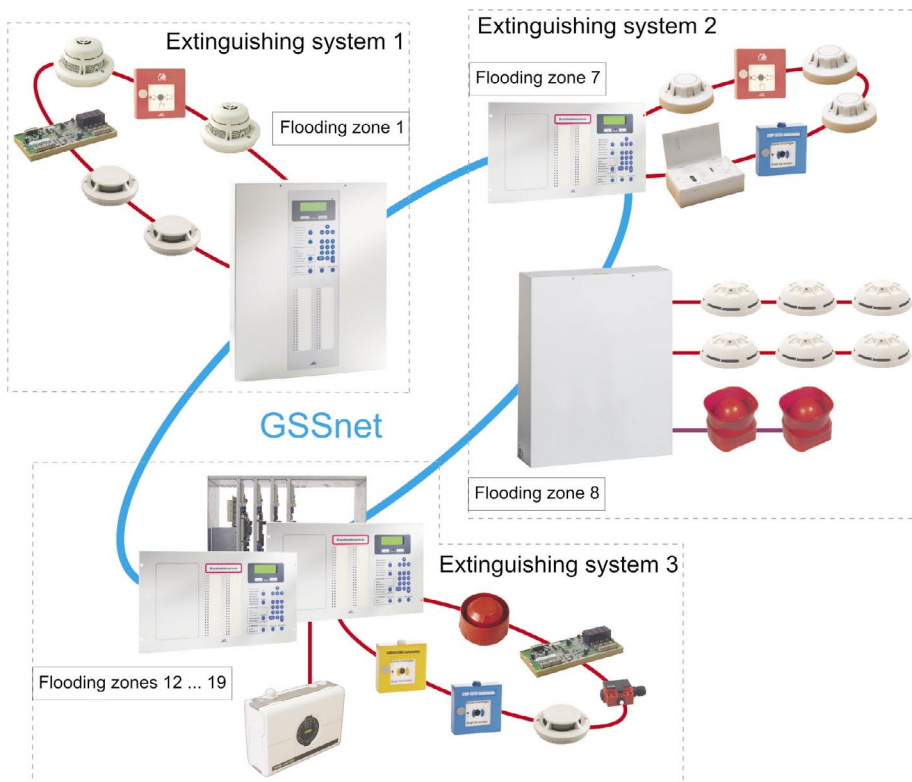 Extinguishing system 1
Flooding zone 1
Extinguishing system 2
Flooding zone 7
Flooding zone 8
GSSnet
Extinguishing system 3
Flooding zones 12 ... 19